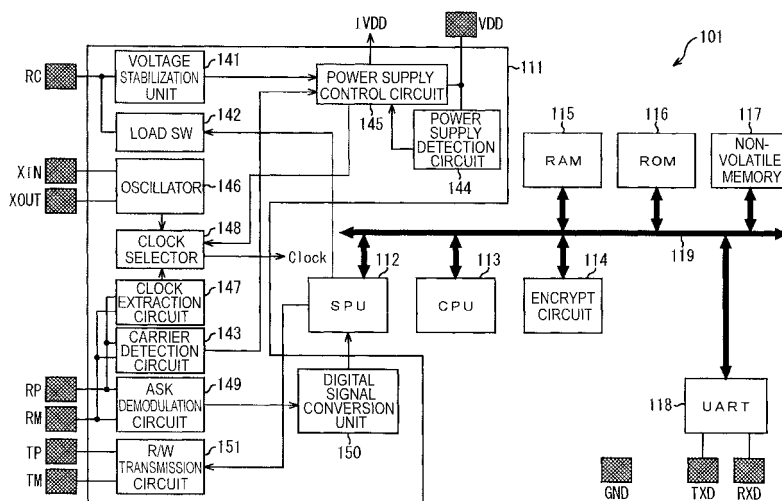 IVDD
VDD
101
RC
VOLTAGE
STABILIZATION
UNIT
141
POWER SUPPLY
CONTROL CIRCUIT
145
111
LOAD SW
142
POWER
SUPPLY
DETECTION
CIRCUIT
144
115
RAM
116
ROM
117
NON-
VOLATILE
MEMORY
XIN
XOUT
OSCILLATOR
146
148
CLOCK
SELECTOR
Clock
119
CLOCK
EXTRACTION
CIRCUIT
147
112
SPU
113
CPU
114
ENCRYPT
CIRCUIT
CARRIER
DETECTION
CIRCUIT
143
RP
RM
ASK
DEMODULATION
CIRCUIT
149
DIGITAL
SIGNAL
CONVERSION
UNIT
150
118
UART
TP
TM
R/W
TRANSMISSION
CIRCUIT
151
GND
TXD
RXD